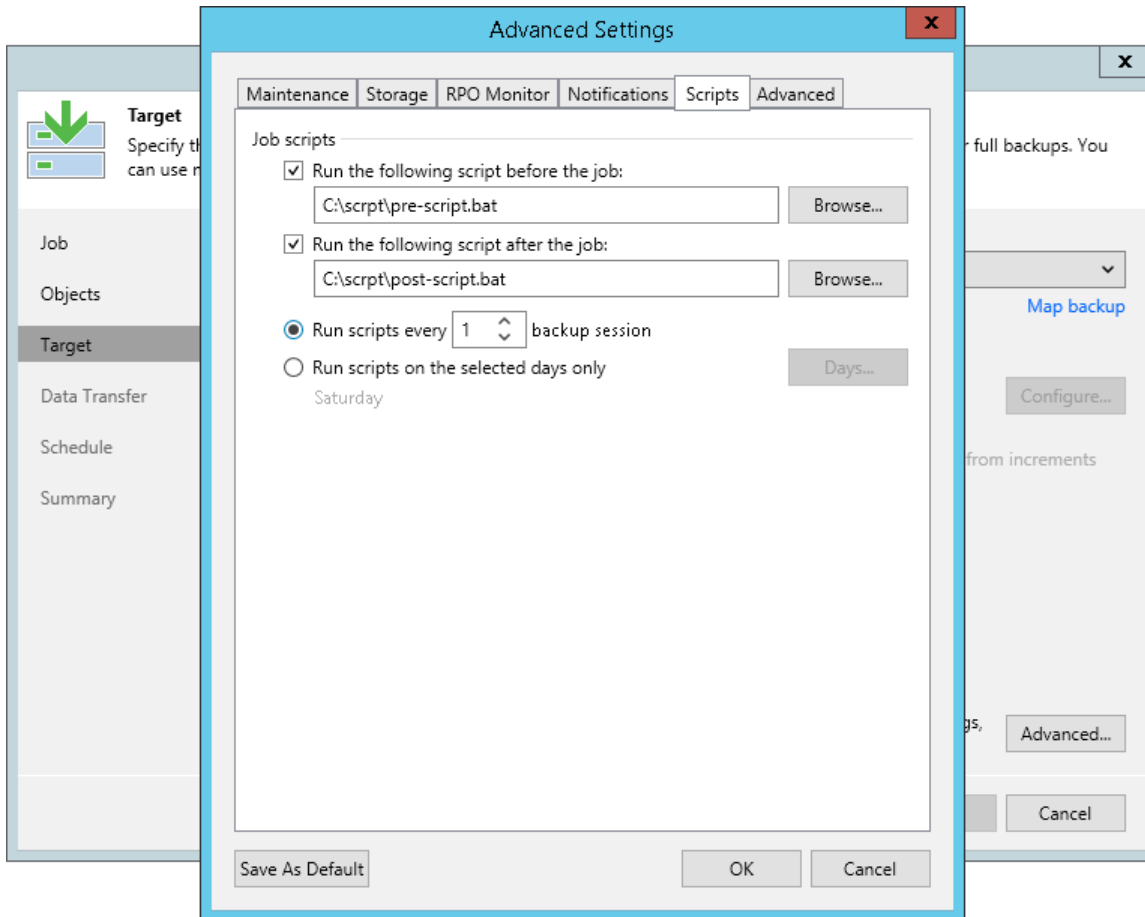 Advanced Settings
x
x
Maintenance Storage RPO Monitor Notifications Scripts Advanced
Target
Specify
can use
full backups. You
Job scripts
Run the following script before the job:
C:\scrpt\pre-script.bat Browse...
Run the following script after the job:
C:\scrpt\post-script.bat Browse...
Run scripts every 1 backup session
Run scripts on the selected days only Days...
Saturday
Job
Objects
Target
Data Transfer
Schedule
Summary
Map backup
Configure...
from increments
Advanced...
Cancel
Save As Default OK Cancel